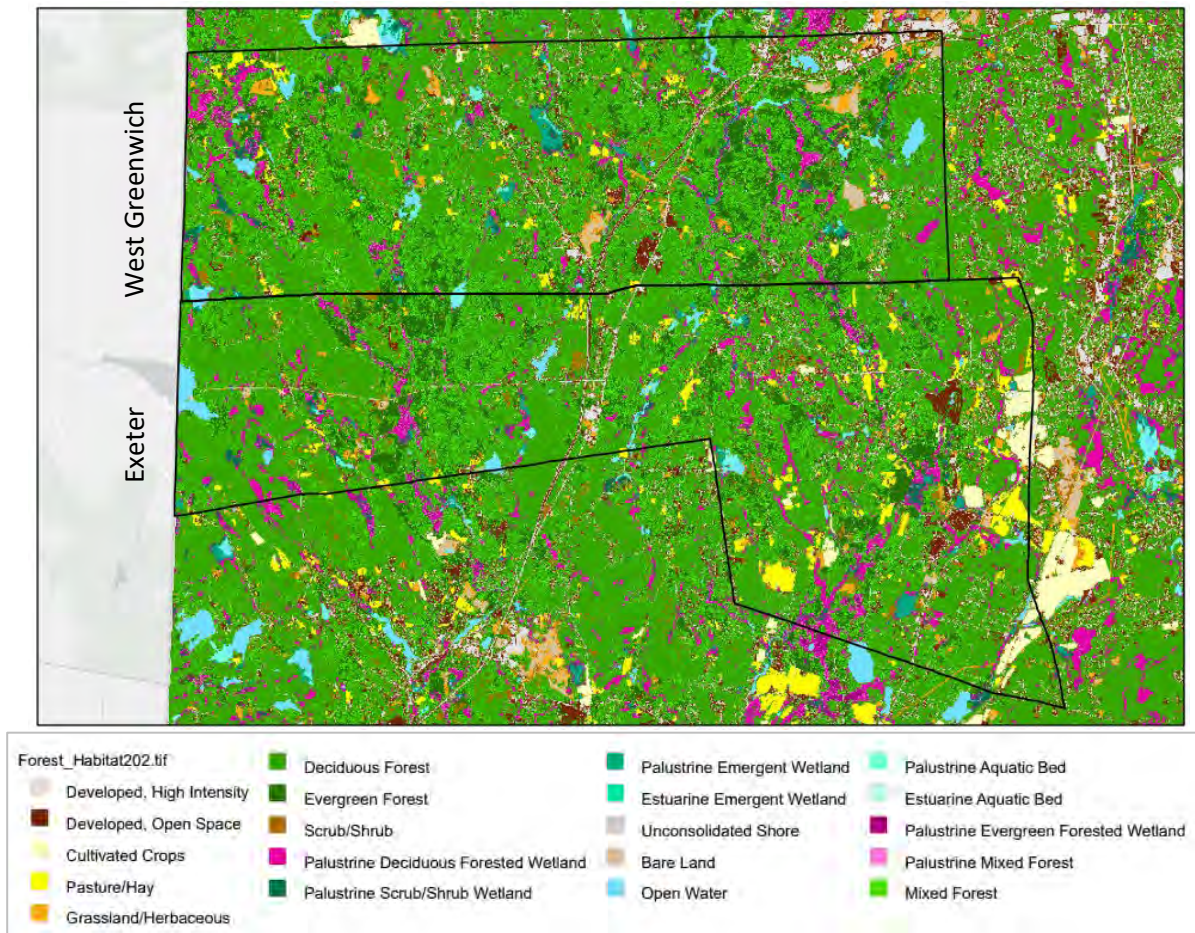 West Greenwich
Exeter
Forest_Habitat202.tif
Developed, High Intensity
Developed, Open Space
Cultivated Crops
Pasture/Hay
Grassland/Herbaceous
Deciduous Forest
Evergreen Forest
Scrub/Shrub
Palustrine Deciduous Forested Wetland
Palustrine Scrub/Shrub Wetland
Palustrine Emergent Wetland
Estuarine Emergent Wetland
Unconsolidated Shore
Bare Land
Open Water
Palustrine Aquatic Bed
Estuarine Aquatic Bed
Palustrine Evergreen Forested Wetland
Palustrine Mixed Forest
Mixed Forest